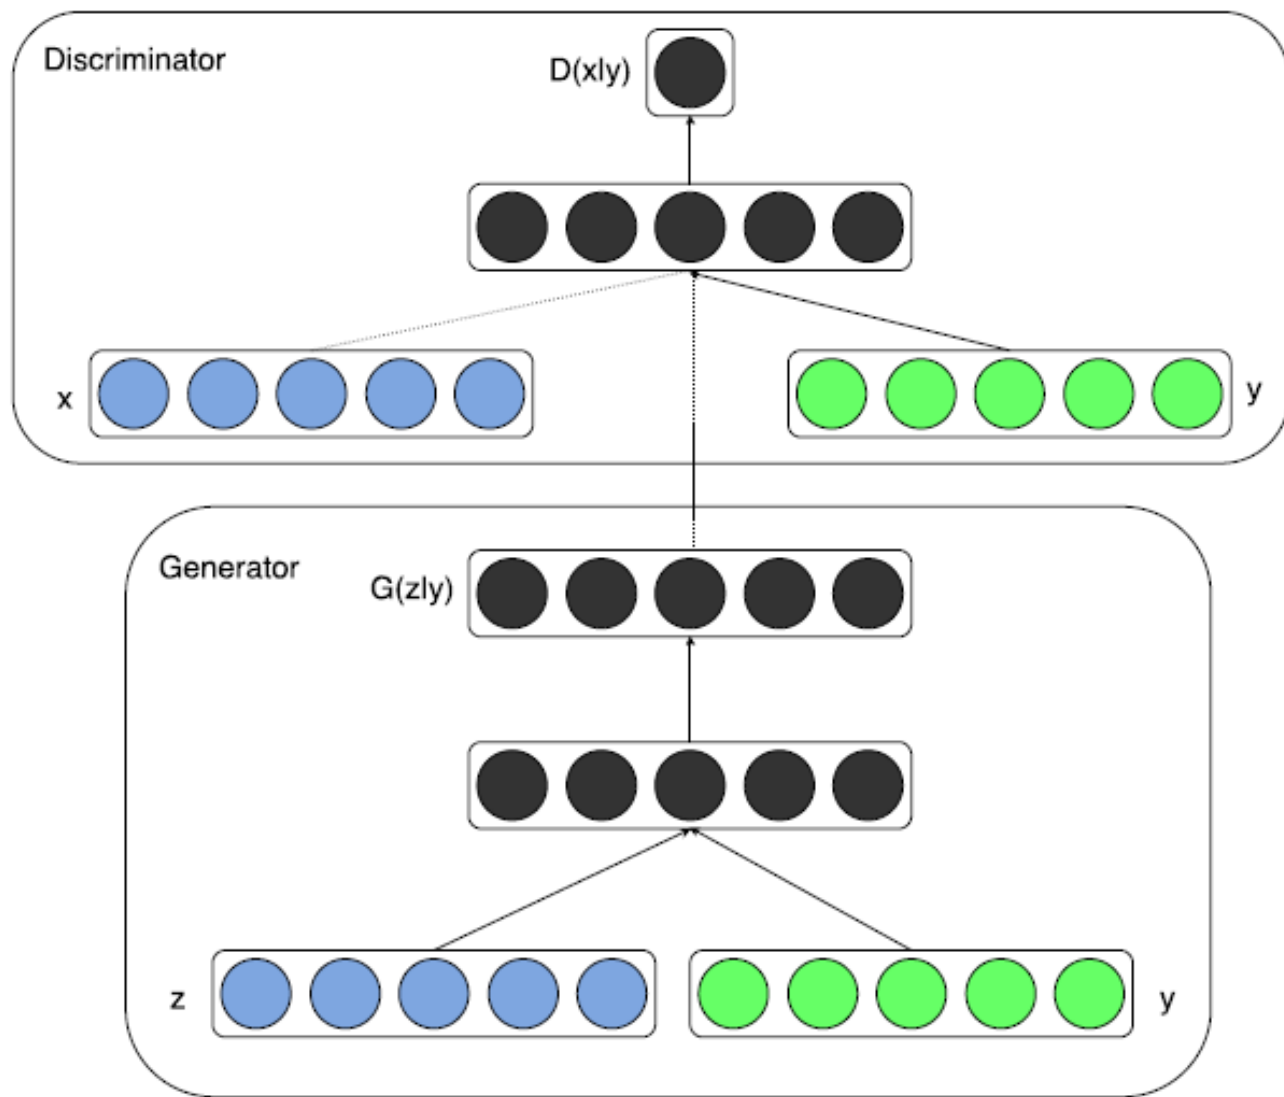 Discriminator
D(x|y)
x
y
Generator
G(z|y)
z
y